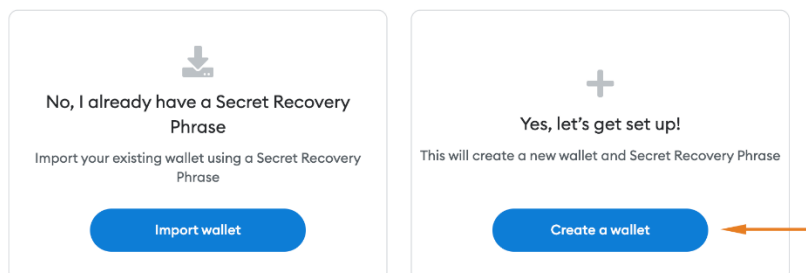 No, I already have a Secret Recovery
Phrase
Import your existing wallet using a Secret Recovery
Phrase
Import wallet
Yes, let’s get set up!
This will create a new wallet and Secret Recovery Phrase
Create a wallet